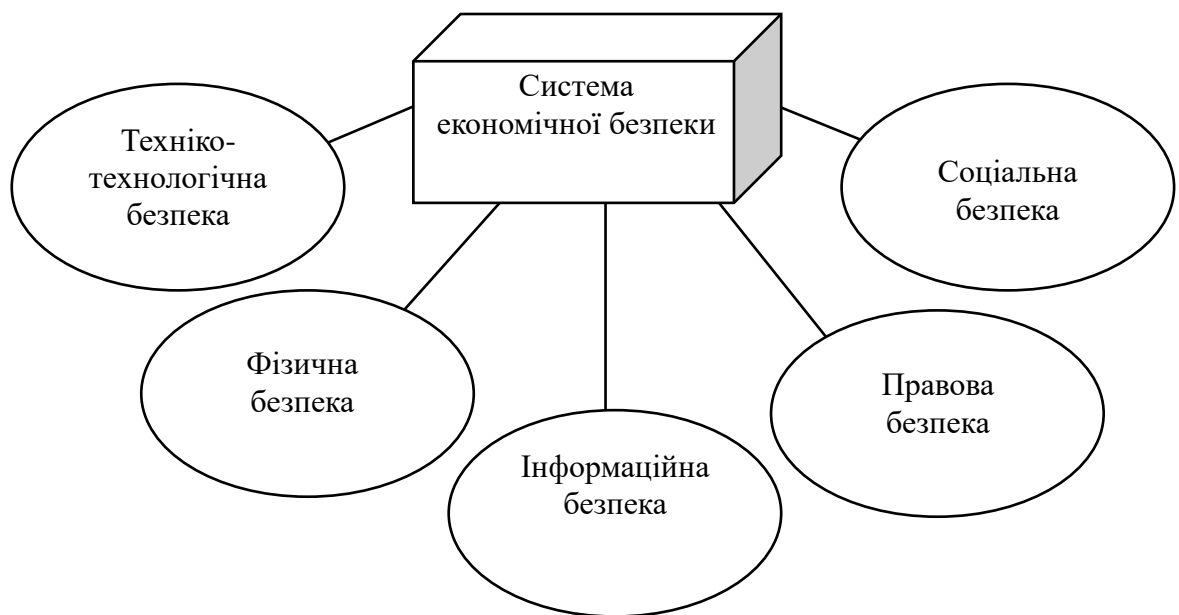 Система
економічної безпеки
Техніко-
технологічна
безпека
Соціальна
безпека
Фізична
безпека
Правова
безпека
Інформаційна
безпека